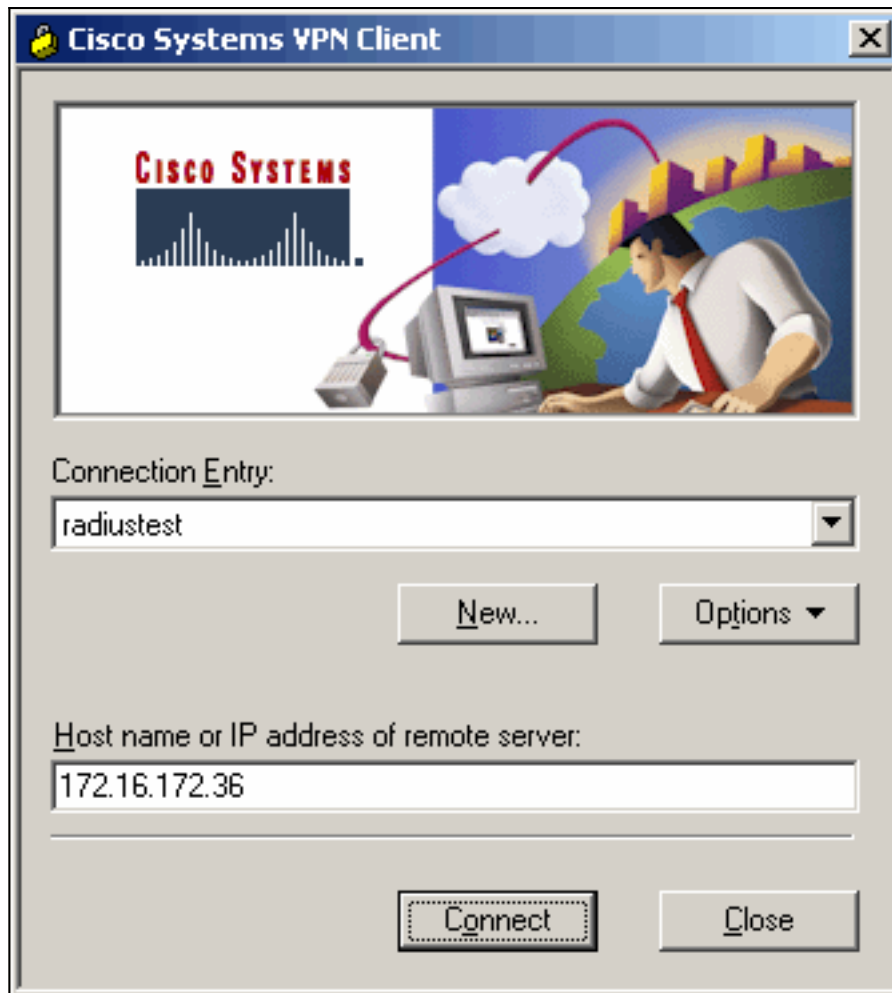 Cisco Systems VPN Client
CISCO SYSTEMS
Connection Entry:
radiustest
New...
Options
Host name or IP address of remote server:
172.16.172.36
Connect
Close